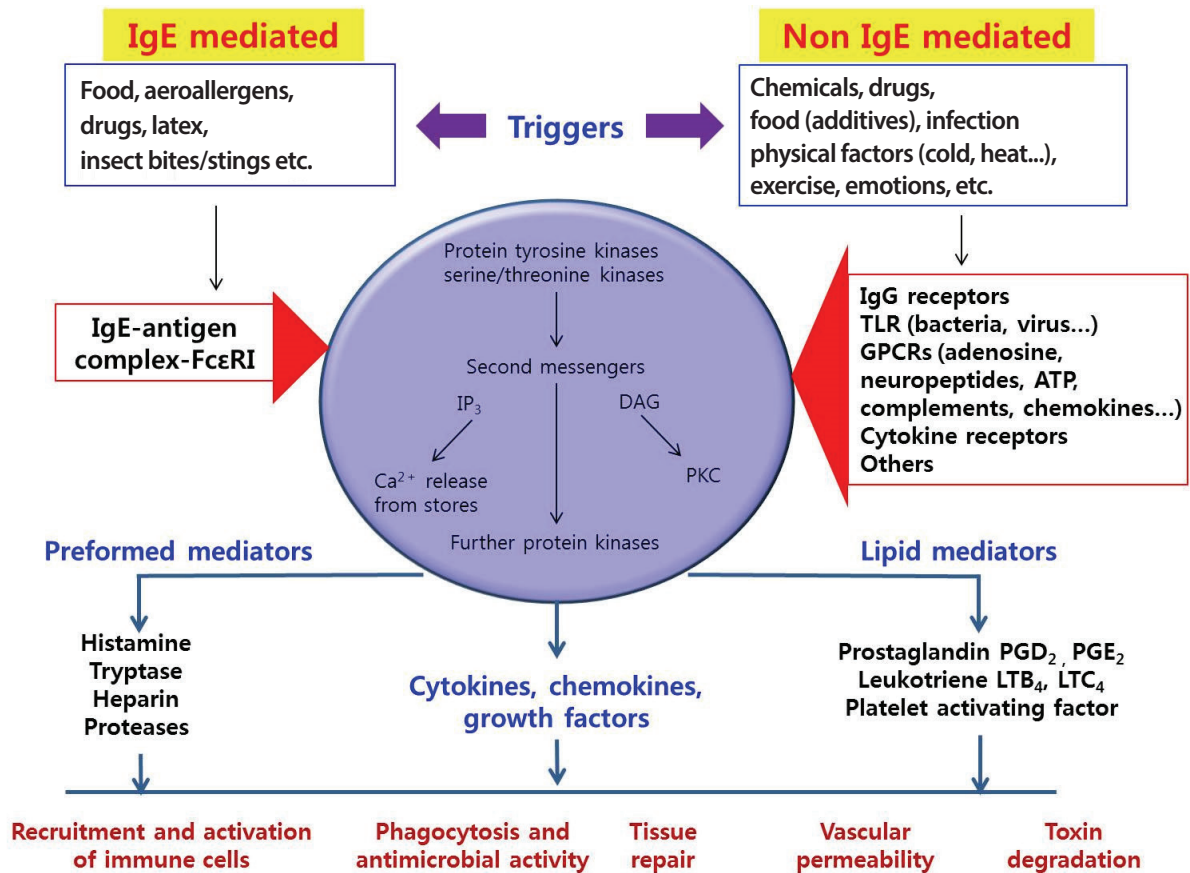 IgE mediated
Food, aeroallergens,
drugs, latex,
insect bites/stings etc.
Triggers
Non IgE mediated
Chemicals, drugs,
food (additives), infection
physical factors (cold, heat...),
exercise, emotions, etc.
IgE-antigen
complex-FcεRI
Protein tyrosine kinases
serine/threonine kinases
Second messengers
IP₃
DAG
Ca²⁺ release
from stores
PKC
Further protein kinases
IgG receptors
TLR (bacteria, virus...)
GPCRs (adenosine,
neuropeptides, ATP,
complements, chemokines...)
Cytokine receptors
Others
Preformed mediators
Histamine
Tryptase
Heparin
Proteases
Cytokines, chemokines,
growth factors
Lipid mediators
Prostaglandin PGD₂ , PGE₂
Leukotriene LTB₄, LTC₄
Platelet activating factor
Recruitment and activation
of immune cells
Phagocytosis and
antimicrobial activity
Tissue
repair
Vascular
permeability
Toxin
degradation